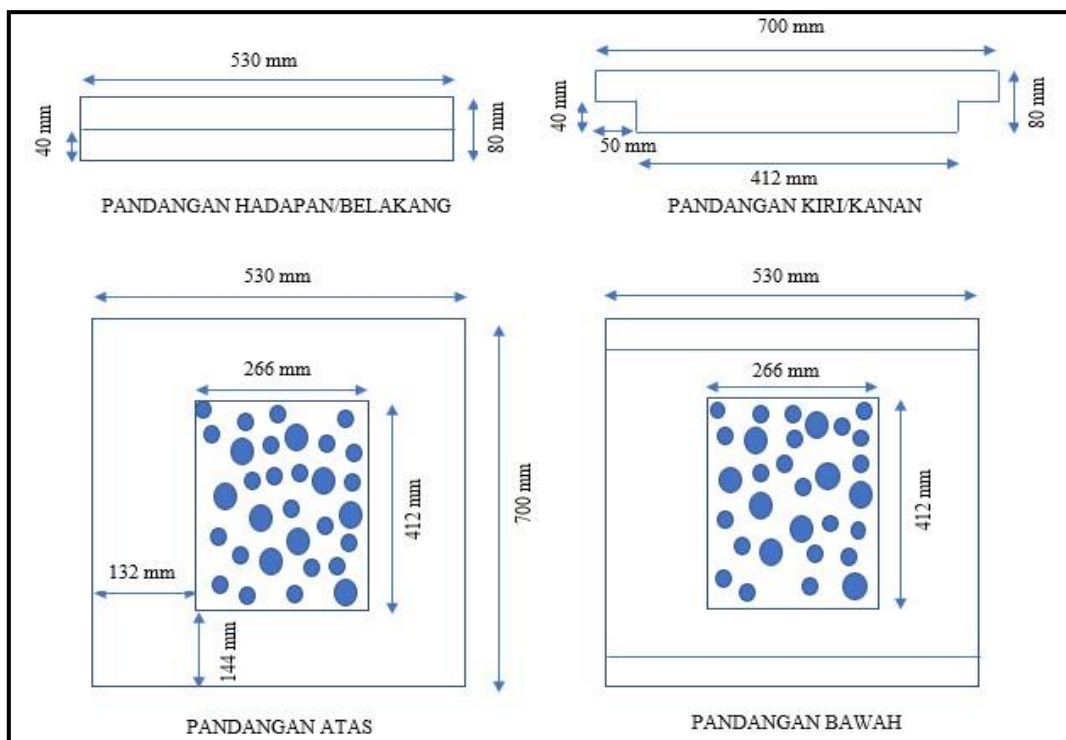 530 mm
40 mm
80 mm
PANDANGAN HADAPAN/BELAKANG
700 mm
40 mm
50 mm
80 mm
412 mm
PANDANGAN KIRI/KANAN
530 mm
266 mm
412 mm
700 mm
132 mm
144 mm
PANDANGAN ATAS
530 mm
266 mm
412 mm
PANDANGAN BAWAH